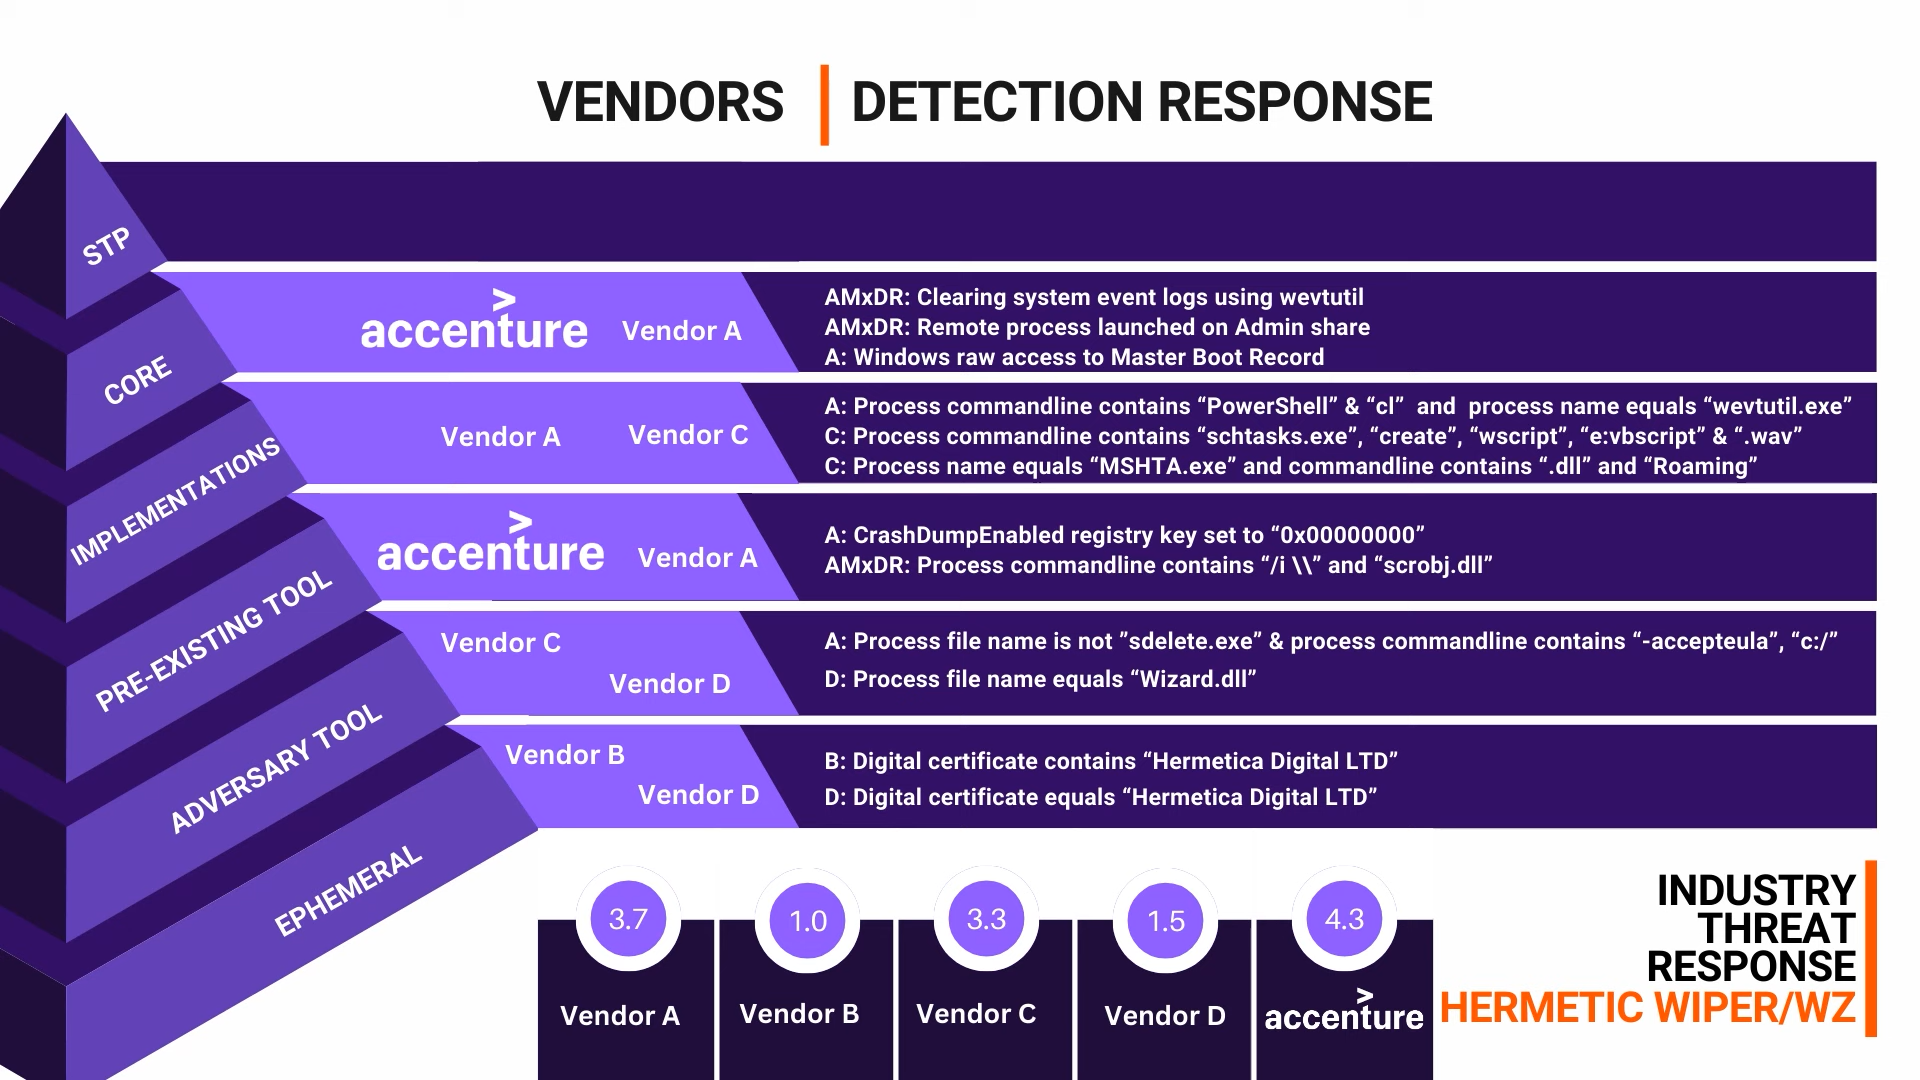 VENDORS | DETECTION RESPONSE
STP
CORE
accenture Vendor A
AMxDR: Clearing system event logs using wevtutil
AMxDR: Remote process launched on Admin share
A: Windows raw access to Master Boot Record
IMPLEMENTATIONS
Vendor A Vendor C
A: Process commandline contains “PowerShell” & “cl”  and  process name equals “wevtutil.exe”
C: Process commandline contains “schtasks.exe”, “create”, “wscript”, “e:vbscript” & “.wav”
C: Process name equals “MSHTA.exe” and commandline contains “.dll” and “Roaming”
PRE-EXISTING TOOL
accenture Vendor A
A: CrashDumpEnabled registry key set to “0x00000000”
AMxDR: Process commandline contains “/i \\” and “scrobj.dll”
ADVERSARY TOOL
Vendor C
Vendor D
A: Process file name is not ”sdelete.exe” & process commandline contains “-accepteula”, “c:/”
D: Process file name equals “Wizard.dll”
EPHEMERAL
Vendor B
Vendor D
B: Digital certificate contains “Hermetica Digital LTD”
D: Digital certificate equals “Hermetica Digital LTD”
3.7 1.0 3.3 1.5 4.3
Vendor A Vendor B Vendor C Vendor D accenture
INDUSTRY
THREAT
RESPONSE
HERMETIC WIPER/WZ